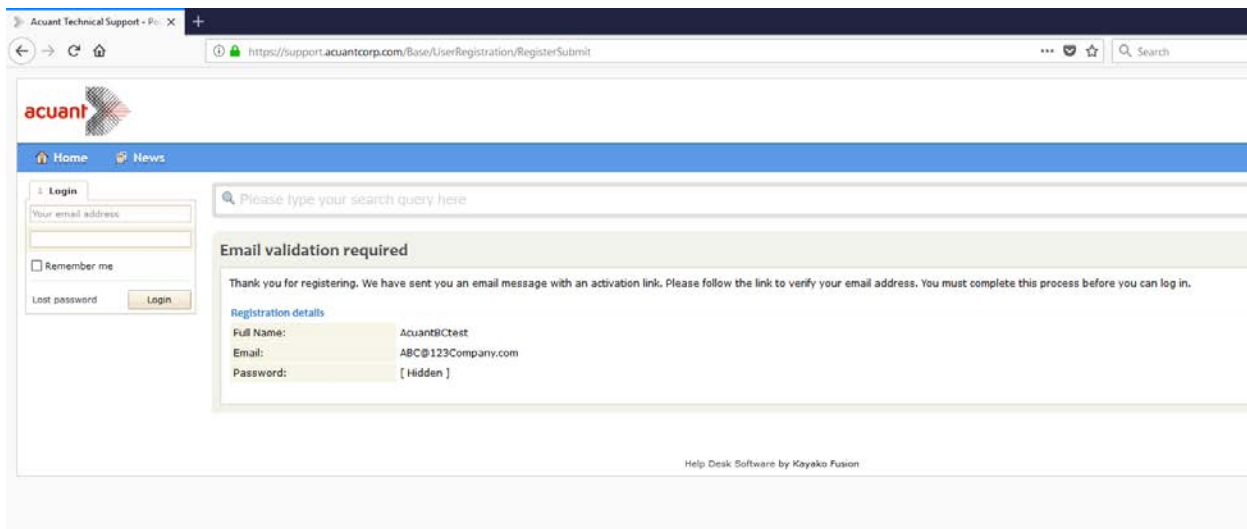 Acuant Technical Support - Po
https://support.acuantcorp.com/Base/UserRegistration/RegisterSubmit
Search
acuant
Home News
Login
Your email address
Remember me
Lost password Login
Please type your search query here
Email validation required
Thank you for registering. We have sent you an email message with an activation link. Please follow the link to verify your email address. You must complete this process before you can log in.
Registration details
Full Name: AcuantBCtest
Email: ABC@123Company.com
Password: [ Hidden ]
Help Desk Software by Kayako Fusion